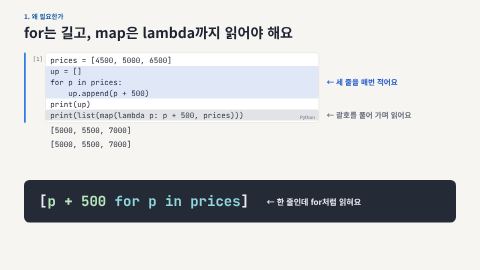 1. 왜 필요한가
for는 길고, map은 lambda까지 읽어야 해요
[1] prices = [4500, 5000, 6500]
up = []
for p in prices:
    up.append(p + 500)
← 세 줄을 매번 적어요
print(up)
print(list(map(lambda p: p + 500, prices)))
Python
← 괄호를 풀어 가며 읽어요
[5000, 5500, 7000]
[5000, 5500, 7000]
[p + 500 for p in prices] ← 한 줄인데 for처럼 읽혀요